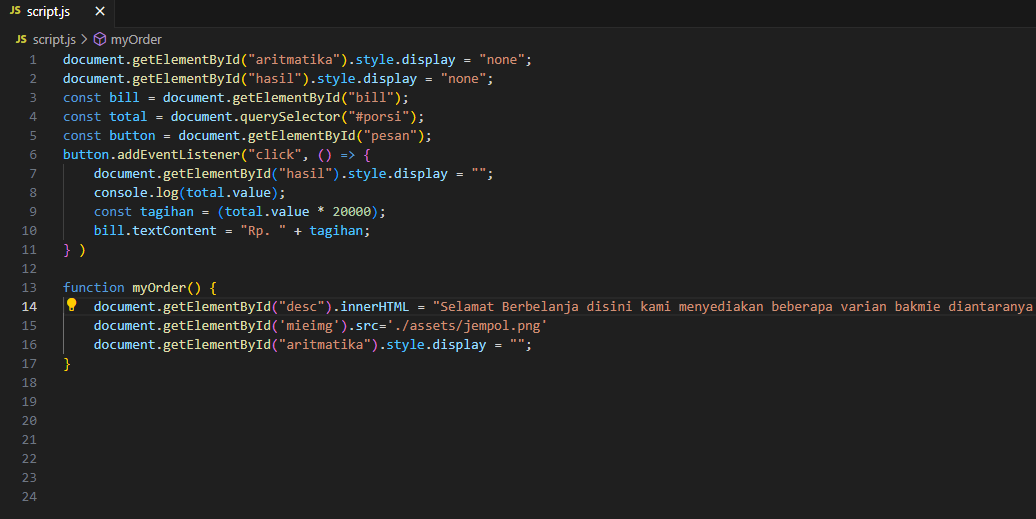 JS script.js ×
JS script.js > myOrder
1 document.getElementById("aritmatika").style.display = "none";
2 document.getElementById("hasil").style.display = "none";
3 const bill = document.getElementById("bill");
4 const total = document.querySelector("#porsi");
5 const button = document.getElementById("pesan");
6 button.addEventListener("click", () => {
7     document.getElementById("hasil").style.display = "";
8     console.log(total.value);
9     const tagihan = (total.value * 20000);
10     bill.textContent = "Rp. " + tagihan;
11 } )
12
13 function myOrder() {
14     document.getElementById("desc").innerHTML = "Selamat Berbelanja disini kami menyediakan beberapa varian bakmie diantaranya
15     document.getElementById('mieimg').src='./assets/jempol.png'
16     document.getElementById("aritmatika").style.display = "";
17 }
18
19
20
21
22
23
24